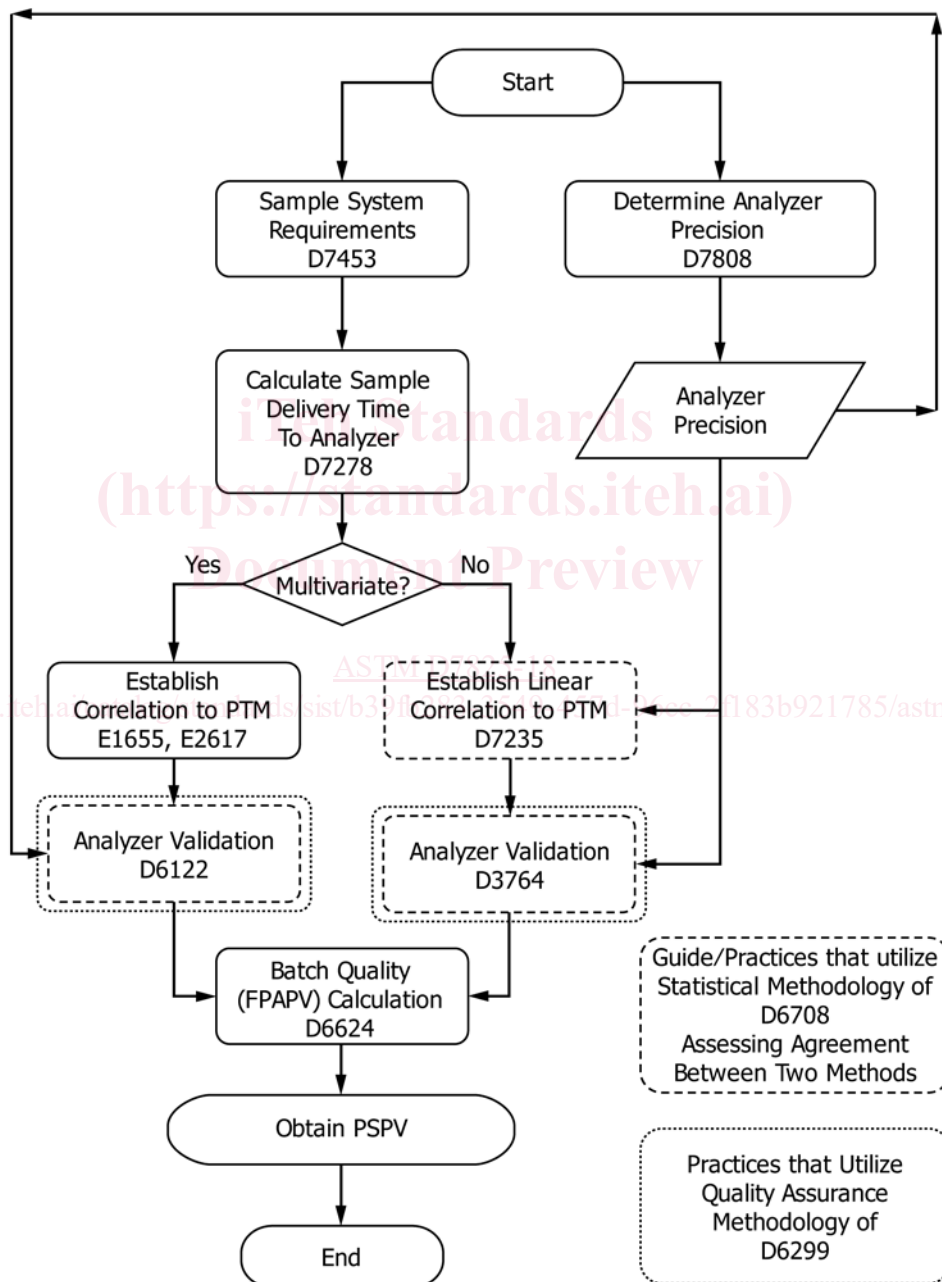 Start
Sample System
Requirements
D7453
Determine Analyzer
Precision
D7808
Calculate Sample
Delivery Time
To Analyzer
D7278
Analyzer
Precision
iTeh Standards
(https://standards.iteh.ai)
Document Preview
Yes
Multivariate?
No
Establish
Correlation to PTM
E1655, E2617
Establish Linear
Correlation to PTM
D7235
Analyzer Validation
D6122
Analyzer Validation
D3764
Batch Quality
(FPAPV) Calculation
D6624
Guide/Practices that utilize
Statistical Methodology of
D6708
Assessing Agreement
Between Two Methods
Obtain PSPV
Practices that Utilize
Quality Assurance
Methodology of
D6299
End